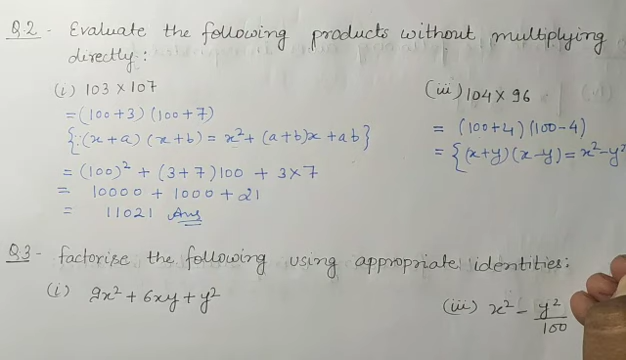 Q.2 - Evaluate the following products without multiplying
directly:
(i) 103 × 107
= (100+3) (100+7)
{∵(x+a) (x+b) = x² + (a+b)x + ab}
= (100)² + (3+7)100 + 3×7
= 10000 + 1000 + 21
= 11021 Ans
(iii) 104 × 96
= (100+4) (100-4)
= {(x+y) (x-y) = x²-y²
Q.3 - factorise the following using appropriate identities:
(i) 9x² + 6xy + y²
(iii) x² - y²/100